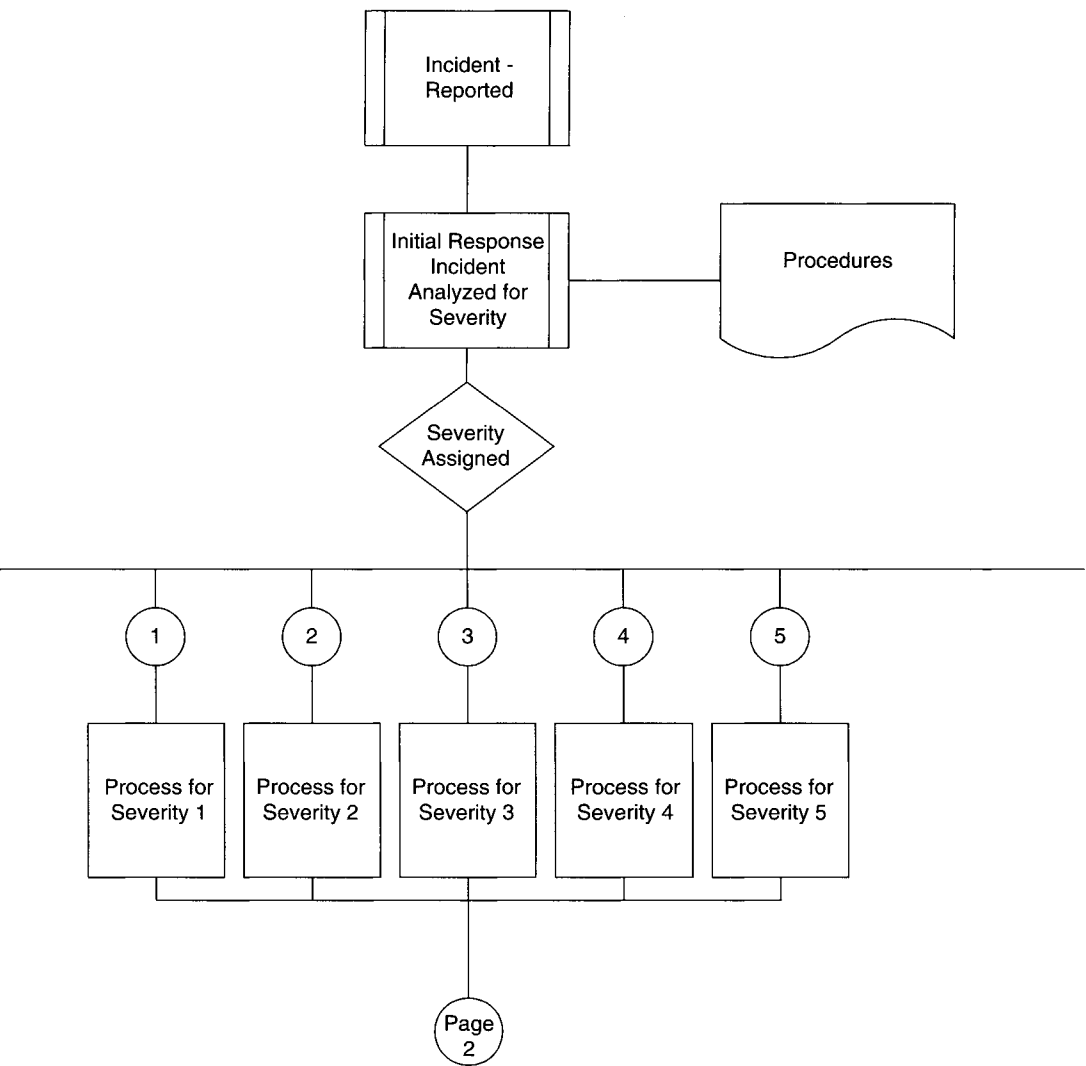 Incident -
Reported
Initial Response
Incident
Analyzed for
Severity
Procedures
Severity
Assigned
1
2
3
4
5
Process for
Severity 1
Process for
Severity 2
Process for
Severity 3
Process for
Severity 4
Process for
Severity 5
Page
2